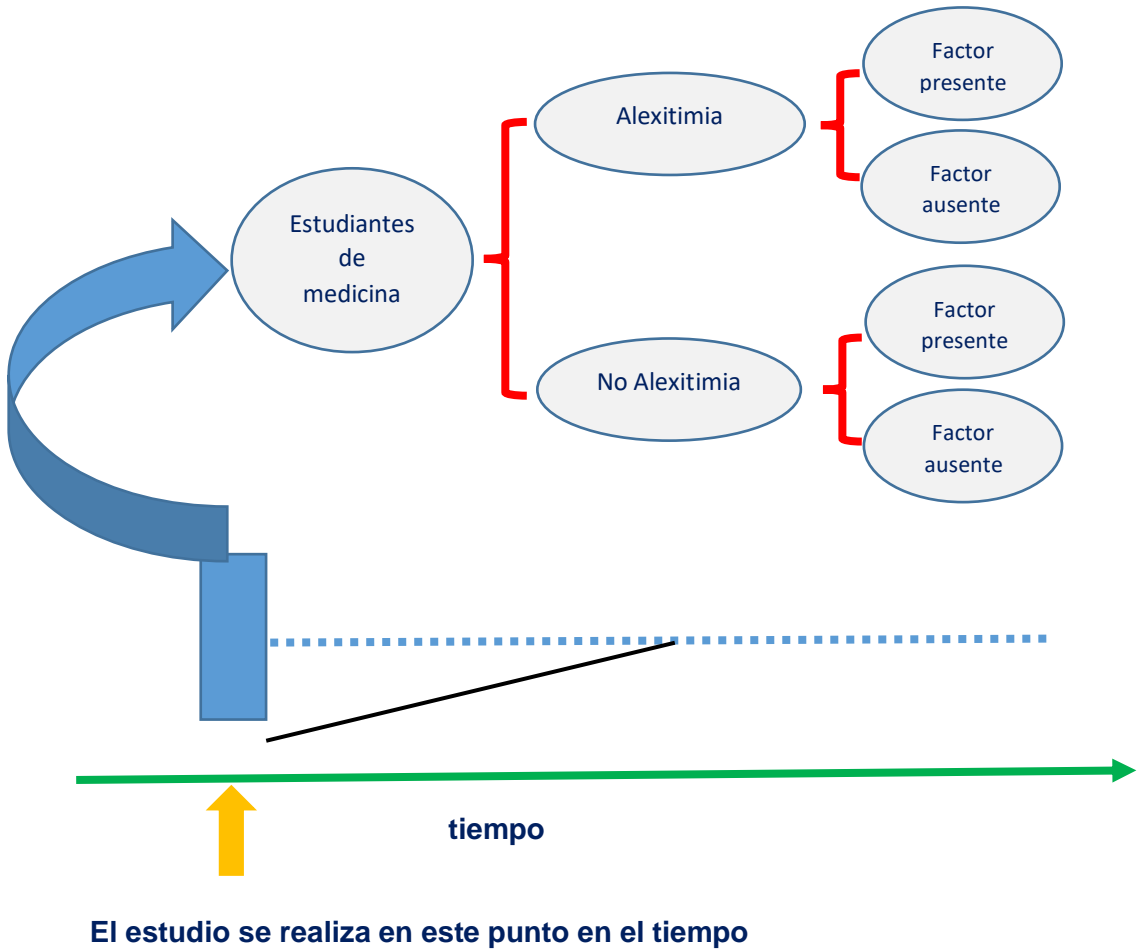 Factor
presente
Alexitimia
Factor
ausente
Estudiantes
de
medicina
Factor
presente
No Alexitimia
Factor
ausente
tiempo
El estudio se realiza en este punto en el tiempo